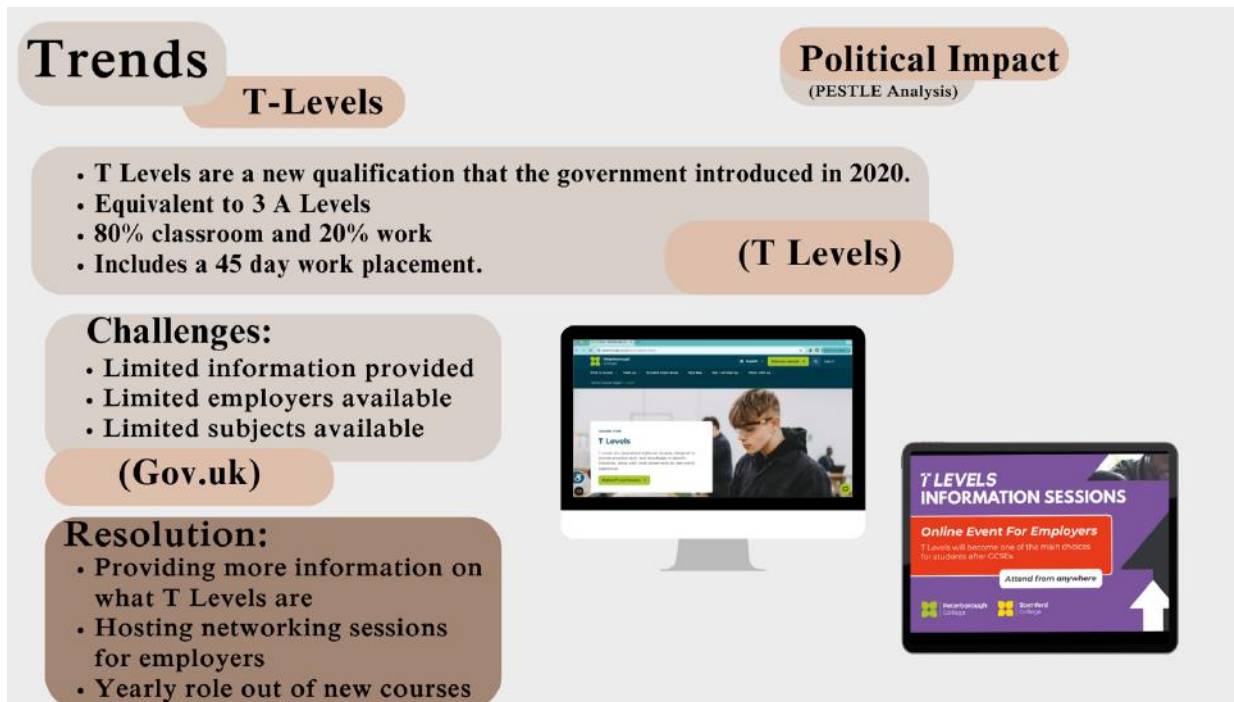 Trends
T-Levels
Political Impact
(PESTLE Analysis)
• T Levels are a new qualification that the government introduced in 2020.
• Equivalent to 3 A Levels
• 80% classroom and 20% work
• Includes a 45 day work placement.
(T Levels)
Challenges:
• Limited information provided
• Limited employers available
• Limited subjects available
(Gov.uk)
Resolution:
• Providing more information on
what T Levels are
• Hosting networking sessions
for employers
• Yearly role out of new courses
Peterborough
College
T Levels
T LEVELS
INFORMATION SESSIONS
Online Event For Employers
T Levels will become one of the main choices
for students after GCSEs
Attend from anywhere
Peterborough
College
Stamford
College